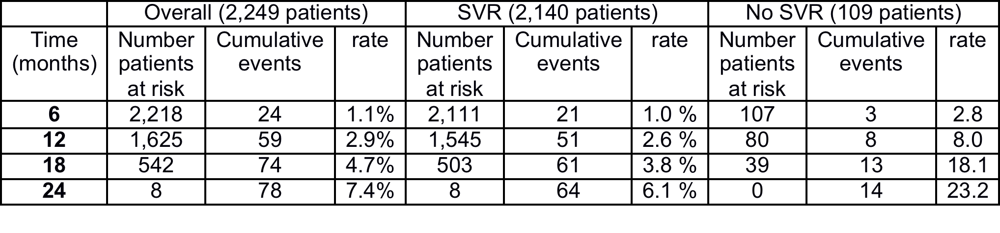 Overall (2,249 patients) SVR (2,140 patients) No SVR (109 patients)
Time Number Cumulative rate Number Cumulative rate Number Cumulative rate
(months) patients events patients events patients events
at risk at risk at risk
6 2,218 24 1.1% 2,111 21 1.0 % 107 3 2.8
12 1,625 59 2.9% 1,545 51 2.6 % 80 8 8.0
18 542 74 4.7% 503 61 3.8 % 39 13 18.1
24 8 78 7.4% 8 64 6.1 % 0 14 23.2